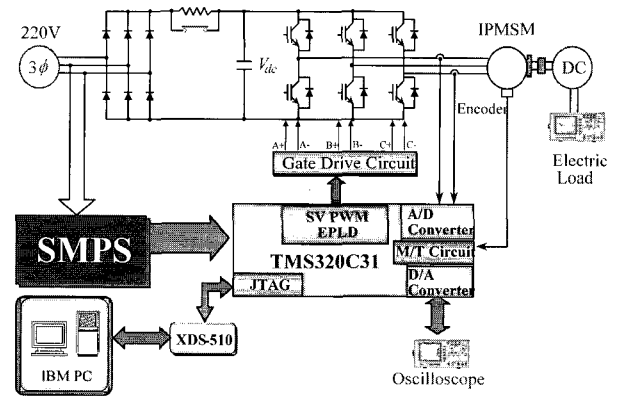 220V
3ϕ
Vdc
IPMSM
DC
Encoder
Electric
Load
A+ A- B+ B- C+ C-
Gate Drive Circuit
SV PWM
EPLD
A/D
Converter
SMPS
TMS320C31
M/T Circuit
D/A
Converter
JTAG
XDS-510
IBM PC
Oscilloscope